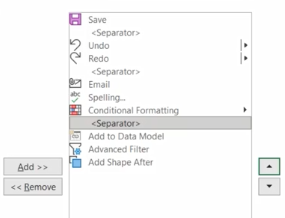 Save
<Separator>
Undo
Redo
<Separator>
Email
Spelling...
Conditional Formatting
<Separator>
Add to Data Model
Advanced Filter
Add Shape After
Add >>
<< Remove